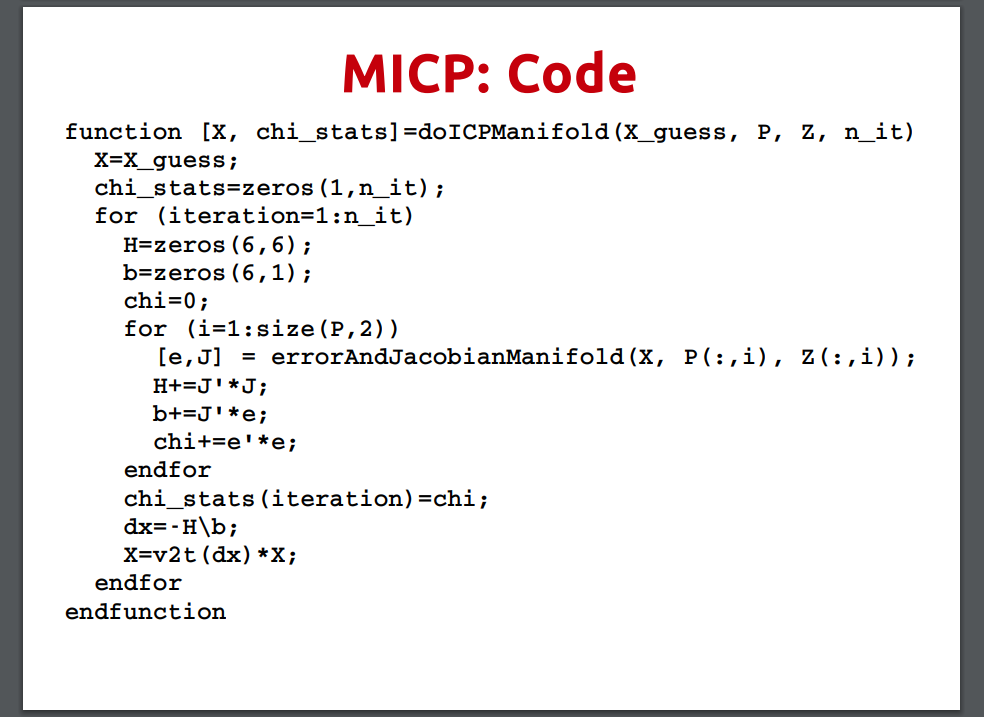 MICP: Code
function [X, chi_stats]=doICPManifold(X_guess, P, Z, n_it)
X=X_guess;
chi_stats=zeros(1,n_it);
for (iteration=1:n_it)
H=zeros(6,6);
b=zeros(6,1);
chi=0;
for (i=1:size(P,2))
[e,J] = errorAndJacobianManifold(X, P(:,i), Z(:,i));
H+=J'*J;
b+=J'*e;
chi+=e'*e;
endfor
chi_stats(iteration)=chi;
dx=-H\b;
X=v2t(dx)*X;
endfor
endfunction